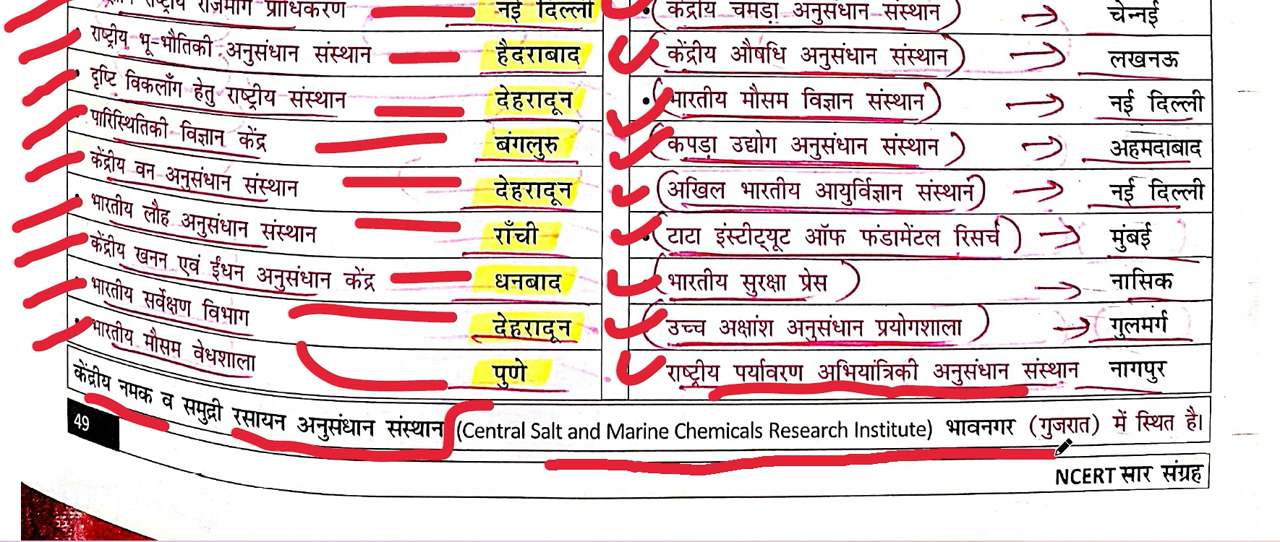 राष्ट्रीय राजमार्ग प्राधिकरण नई दिल्ली
राष्ट्रीय भू-भौतिकी अनुसंधान संस्थान हैदराबाद
दृष्टि विकलाँग हेतु राष्ट्रीय संस्थान देहरादून
पारिस्थितिकी विज्ञान केंद्र बंगलुरु
केंद्रीय वन अनुसंधान संस्थान देहरादून
भारतीय लौह अनुसंधान संस्थान राँची
केंद्रीय खनन एवं ईंधन अनुसंधान केंद्र धनबाद
भारतीय सर्वेक्षण विभाग देहरादून
भारतीय मौसम वेधशाला पुणे
केंद्रीय चमड़ा अनुसंधान संस्थान चेन्नई
केंद्रीय औषधि अनुसंधान संस्थान लखनऊ
भारतीय मौसम विज्ञान संस्थान नई दिल्ली
कपड़ा उद्योग अनुसंधान संस्थान अहमदाबाद
अखिल भारतीय आयुर्विज्ञान संस्थान नई दिल्ली
टाटा इंस्टीट्यूट ऑफ फंडामेंटल रिसर्च मुंबई
भारतीय सुरक्षा प्रेस नासिक
उच्च अक्षांश अनुसंधान प्रयोगशाला गुलमर्ग
राष्ट्रीय पर्यावरण अभियांत्रिकी अनुसंधान संस्थान नागपुर
केंद्रीय नमक व समुद्री रसायन अनुसंधान संस्थान (Central Salt and Marine Chemicals Research Institute) भावनगर (गुजरात) में स्थित है।
49
NCERT सार संग्रह